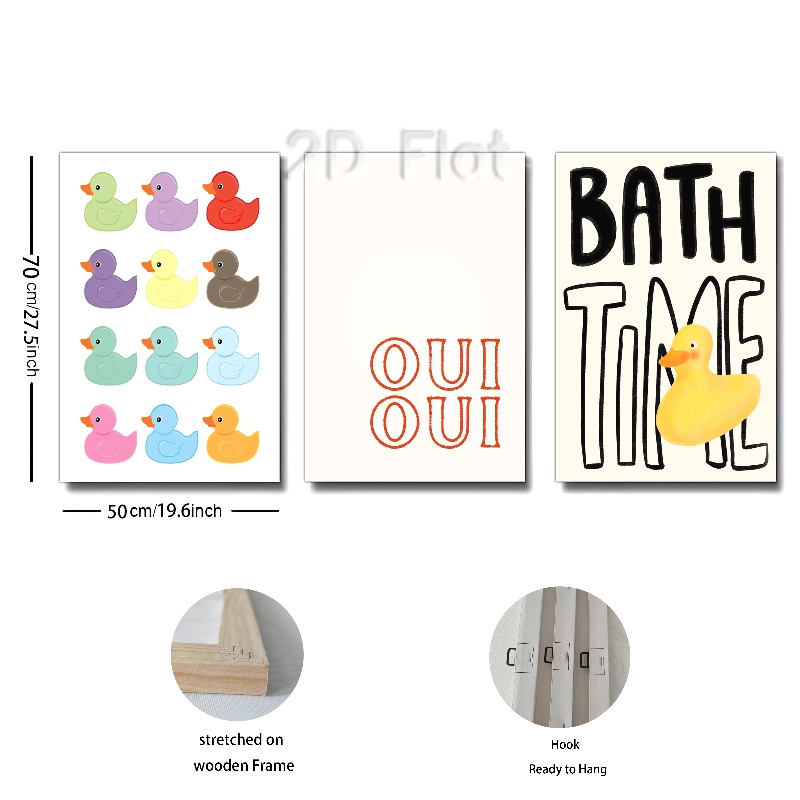 2D Flat
70 cm/27.5inch
OUI
OUI
BATH
TIME
50cm/19.6inch
stretched on
wooden Frame
Hook
Ready to Hang